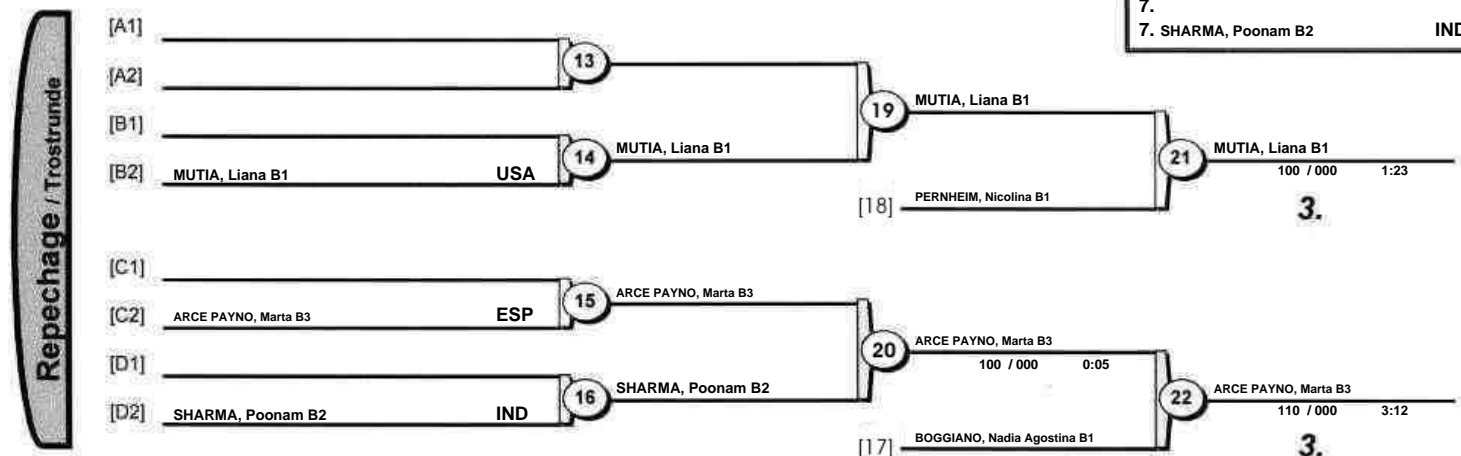 7.
7. SHARMA, Poonam B2 IND
Repechage / Trostrunde
[A1]
13
[A2]
19 MUTIA, Liana B1
[B1]
14 MUTIA, Liana B1
21 MUTIA, Liana B1
100 / 000 1:23
[B2] MUTIA, Liana B1 USA
[18] PERNHEIM, Nicolina B1
3.
[C1]
15 ARCE PAYNO, Marta B3
[C2] ARCE PAYNO, Marta B3 ESP
20 ARCE PAYNO, Marta B3
100 / 000 0:05
[D1]
16 SHARMA, Poonam B2
22 ARCE PAYNO, Marta B3
110 / 000 3:12
[D2] SHARMA, Poonam B2 IND
[17] BOGGIANO, Nadia Agostina B1
3.